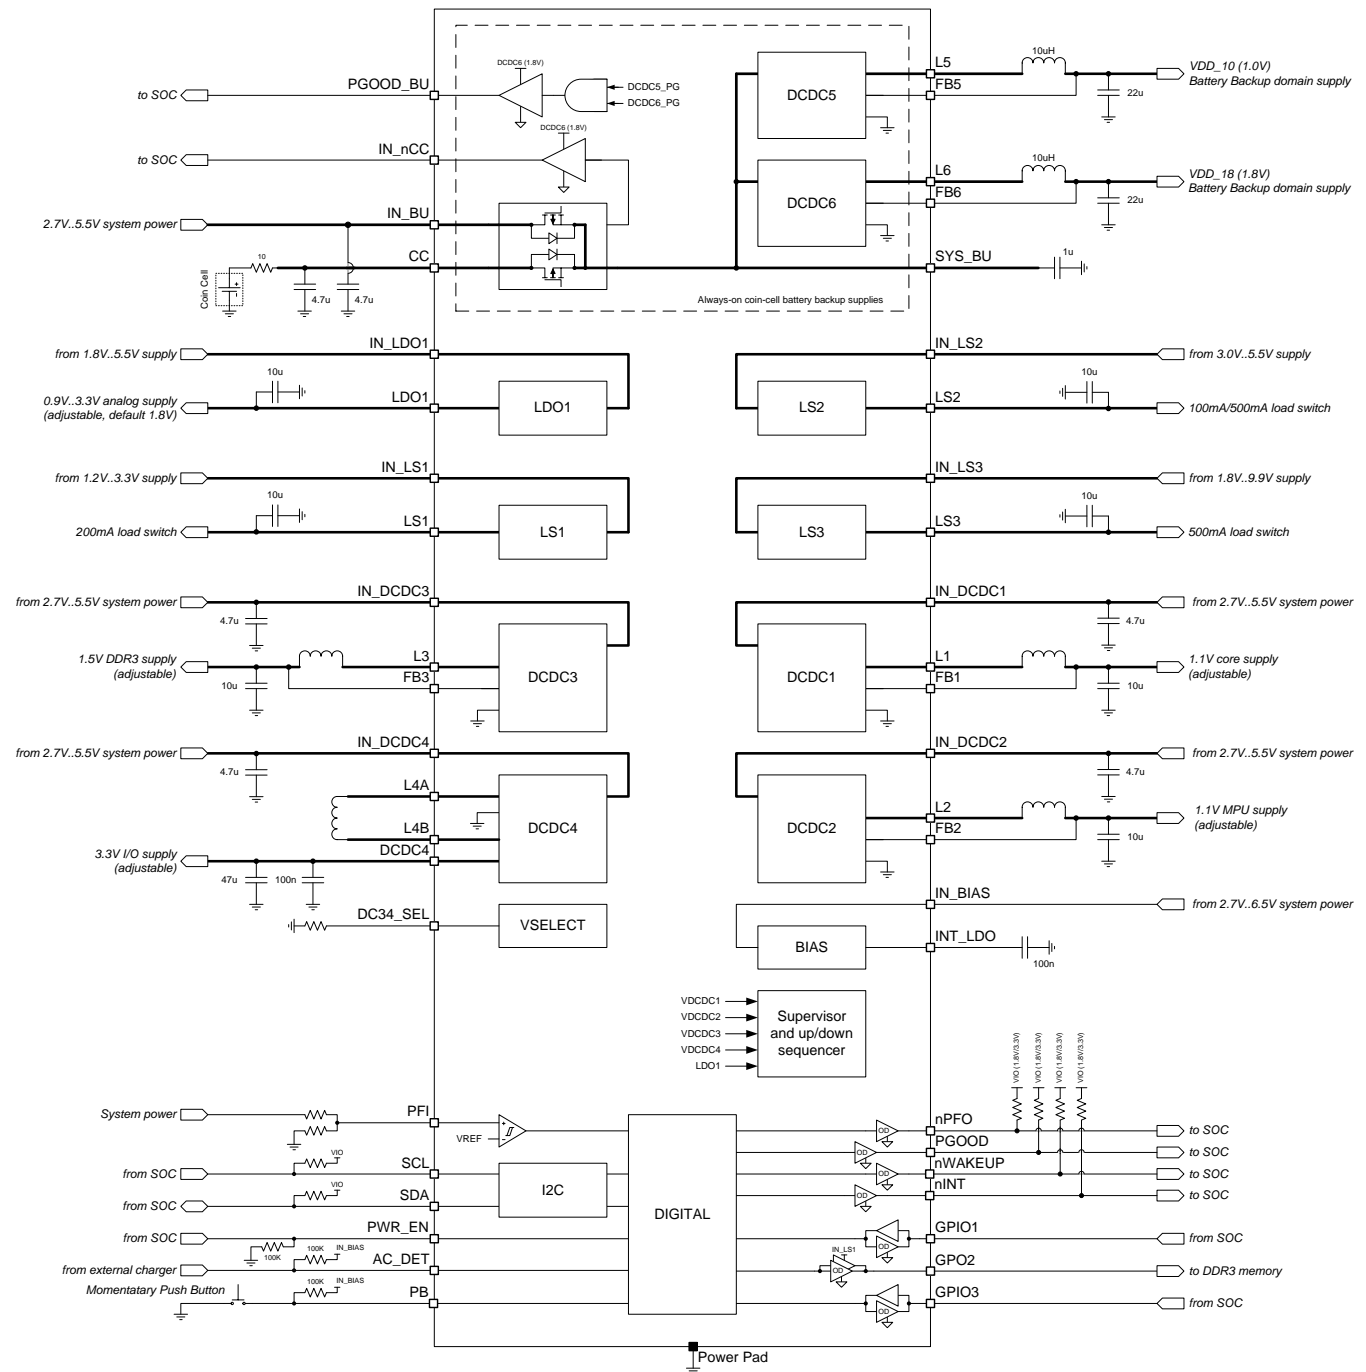 DCDC6 (1.8V)
PGOOD_BU
to SOC
DCDC5_PG
DCDC6_PG
DCDC6 (1.8V)
IN_nCC
to SOC
IN_BU
2.7V..5.5V system power
CC
10
Coin Cell
+
-
4.7u
4.7u
Always-on coin-cell battery backup supplies
DCDC5
L5
FB5
10uH
22u
VDD_10 (1.0V)
Battery Backup domain supply
DCDC6
L6
FB6
10uH
22u
VDD_18 (1.8V)
Battery Backup domain supply
SYS_BU
1u
IN_LDO1
from 1.8V..5.5V supply
10u
0.9V..3.3V analog supply
(adjustable, default 1.8V)
LDO1
LDO1
IN_LS2
from 3.0V..5.5V supply
10u
LS2
LS2
100mA/500mA load switch
IN_LS1
from 1.2V..3.3V supply
10u
200mA load switch
LS1
LS1
IN_LS3
from 1.8V..9.9V supply
10u
LS3
LS3
500mA load switch
IN_DCDC3
from 2.7V..5.5V system power
4.7u
1.5V DDR3 supply
(adjustable)
10u
L3
FB3
DCDC3
IN_DCDC1
from 2.7V..5.5V system power
4.7u
DCDC1
L1
FB1
10u
1.1V core supply
(adjustable)
IN_DCDC4
from 2.7V..5.5V system power
4.7u
L4A
L4B
DCDC4
DCDC4
3.3V I/O supply
(adjustable)
47u
100n
IN_DCDC2
from 2.7V..5.5V system power
4.7u
DCDC2
L2
FB2
10u
1.1V MPU supply
(adjustable)
DC34_SEL
VSELECT
IN_BIAS
from 2.7V..6.5V system power
BIAS
INT_LDO
100n
VDCDC1
VDCDC2
VDCDC3
VDCDC4
LDO1
Supervisor
and up/down
sequencer
VIO (1.8V/3.3V)
VIO (1.8V/3.3V)
VIO (1.8V/3.3V)
VIO (1.8V/3.3V)
System power
PFI
VREF
+
-
from SOC
VIO
SCL
from SOC
VIO
SDA
I2C
from SOC
100K
PWR_EN
from external charger
100K
IN_BIAS
AC_DET
Momentatary Push Button
100K
IN_BIAS
PB
DIGITAL
OD
nPFO
to SOC
OD
PGOOD
to SOC
OD
nWAKEUP
to SOC
OD
nINT
to SOC
OD
GPIO1
from SOC
IN_LS1
OD
GPO2
to DDR3 memory
OD
GPIO3
from SOC
Power Pad